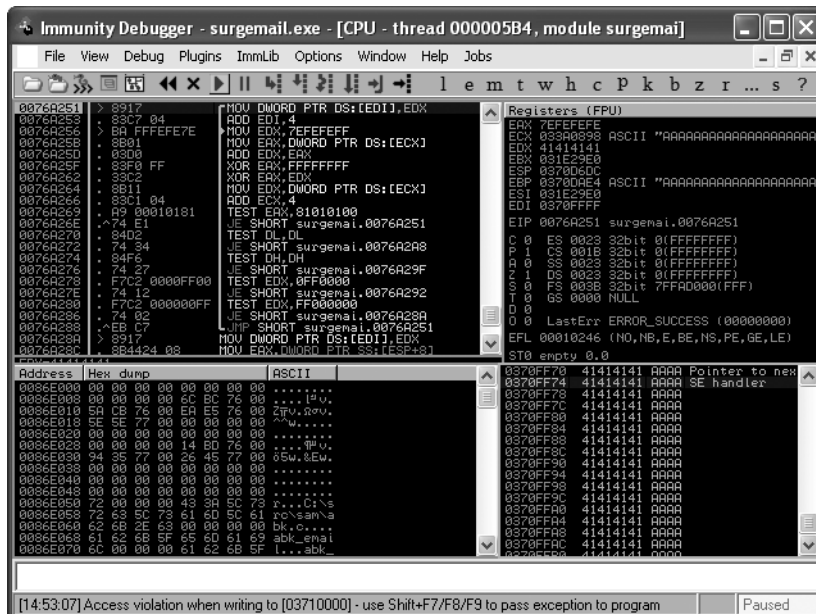 Immunity Debugger - surgemail.exe - [CPU - thread 000005B4, module surgemai]
File View Debug Plugins ImmLib Options Window Help Jobs
l e m t w h c P k b z r ... s ?
0076A251 > 8917 MOV DWORD PTR DS:[EDI],EDX
0076A253 . 83C7 04 ADD EDI,4
0076A256 > BA FFFEFE7E MOV EDX,7EFEFEFF
0076A25B . 8B01 MOV EAX,DWORD PTR DS:[ECX]
0076A25D . 03D0 ADD EDX,EAX
0076A25F . 83F0 FF XOR EAX,FFFFFFFF
0076A262 . 33C2 XOR EAX,EDX
0076A264 . 8B11 MOV EDX,DWORD PTR DS:[ECX]
0076A266 . 83C1 04 ADD ECX,4
0076A269 . A9 00010181 TEST EAX,81010100
0076A26E .^74 E1 JE SHORT surgemai.0076A251
0076A270 . 84D2 TEST DL,DL
0076A272 . 74 34 JE SHORT surgemai.0076A2A8
0076A274 . 84F6 TEST DH,DH
0076A276 . 74 27 JE SHORT surgemai.0076A29F
0076A278 . F7C2 0000FF00 TEST EDX,0FF0000
0076A27E . 74 12 JE SHORT surgemai.0076A292
0076A280 . F7C2 000000FF TEST EDX,FF000000
0076A286 . 74 02 JE SHORT surgemai.0076A28A
0076A288 .^EB C7 JMP SHORT surgemai.0076A251
0076A28A > 8917 MOV DWORD PTR DS:[EDI],EDX
0076A28C . 8B4424 08 MOV EAX,DWORD PTR SS:[ESP+8]
EDX=41414141
Registers (FPU)
EAX 7EFEFEFE
ECX 033A0898 ASCII "AAAAAAAAAAAAAAAAAAAAA
EDX 41414141
EBX 031E29E0
ESP 0370D6DC
EBP 0370DAE4 ASCII "AAAAAAAAAAAAAAAAAAAAA
ESI 031E29E0
EDI 0370FFFF
EIP 0076A251 surgemai.0076A251
C 0 ES 0023 32bit 0(FFFFFFFF)
P 1 CS 001B 32bit 0(FFFFFFFF)
A 0 SS 0023 32bit 0(FFFFFFFF)
Z 1 DS 0023 32bit 0(FFFFFFFF)
S 0 FS 003B 32bit 7FFAD000(FFF)
T 0 GS 0000 NULL
D 0
O 0 LastErr ERROR_SUCCESS (00000000)
EFL 00010246 (NO,NB,E,BE,NS,PE,GE,LE)
ST0 empty 0.0
Address Hex dump ASCII
0086E000 00 00 00 00 00 00 00 00 ........
0086E008 00 00 00 00 6C BC 76 00 ....l╝v.
0086E010 5A CB 76 00 EA E5 76 00 Z╦v.Ωσv.
0086E018 5E 5E 77 00 00 00 00 00 ^^w.....
0086E020 00 00 00 00 00 00 00 00 ........
0086E028 00 00 00 00 14 BD 76 00 ....¶╜v.
0086E030 94 35 77 00 26 45 77 00 ö5w.&Ew.
0086E038 00 00 00 00 00 00 00 00 ........
0086E040 00 00 00 00 00 00 00 00 ........
0086E048 00 00 00 00 00 00 00 00 ........
0086E050 72 00 00 00 43 3A 5C 73 r...C:\s
0086E058 72 63 5C 73 61 6D 5C 61 rc\sam\a
0086E060 62 6B 2E 63 00 00 00 00 bk.c....
0086E068 61 62 6B 5F 65 6D 61 69 abk_emai
0086E070 6C 00 00 00 61 62 6B 5F l...abk_
0370FF70 41414141 AAAA Pointer to nex
0370FF74 41414141 AAAA SE handler
0370FF78 41414141 AAAA
0370FF7C 41414141 AAAA
0370FF80 41414141 AAAA
0370FF84 41414141 AAAA
0370FF88 41414141 AAAA
0370FF8C 41414141 AAAA
0370FF90 41414141 AAAA
0370FF94 41414141 AAAA
0370FF98 41414141 AAAA
0370FF9C 41414141 AAAA
0370FFA0 41414141 AAAA
0370FFA4 41414141 AAAA
0370FFA8 41414141 AAAA
0370FFAC 41414141 AAAA
0370FFB0 41414141 AAAA
[14:53:07] Access violation when writing to [03710000] - use Shift+F7/F8/F9 to pass exception to program
Paused